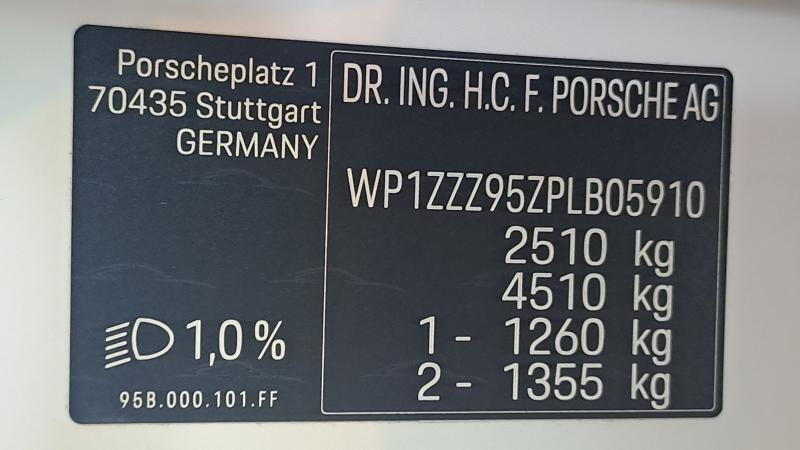 Porscheplatz 1
70435 Stuttgart
GERMANY
1,0 %
95B.000.101.FF
DR. ING. H.C. F. PORSCHE AG
WP1ZZZ95ZPLB05910
2510 kg
4510 kg
1 - 1260 kg
2 - 1355 kg